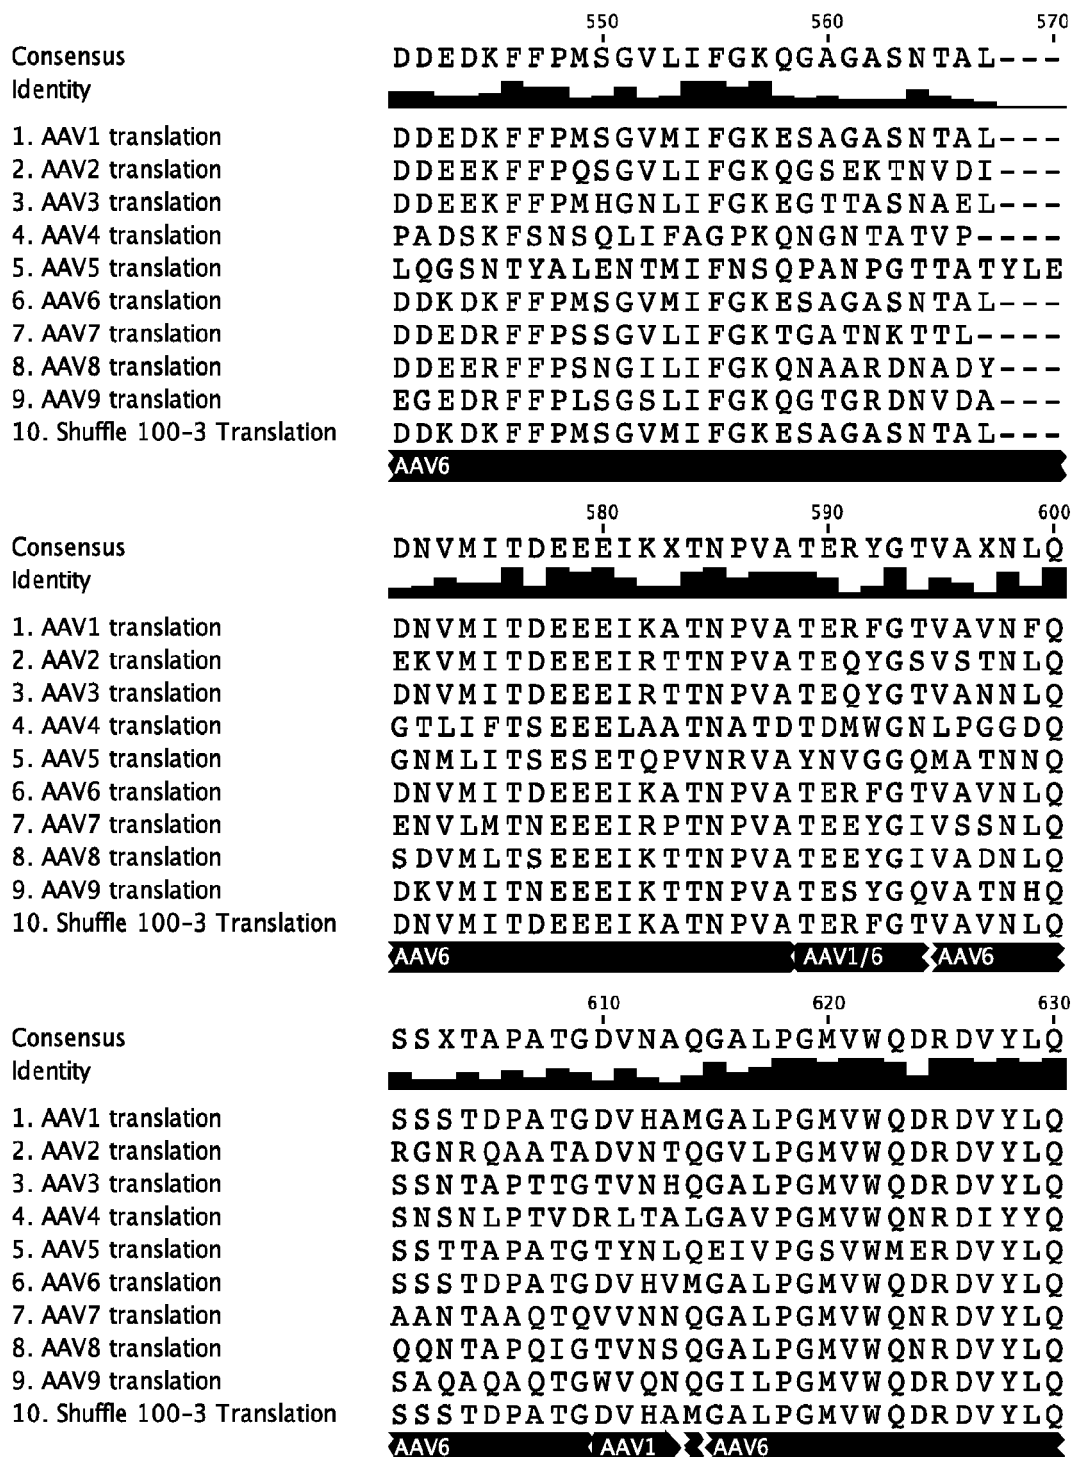 550 560 570
Consensus DDEDKFFPMSGVLIFGKQGAGASNTAL---
Identity
1. AAV1 translation DDEDKFFPMSGVMIFGKESAGASNTAL---
2. AAV2 translation DDEEKFFPQSGVLIFGKQGSEKTNVDI---
3. AAV3 translation DDEEKFFPMHGNLIFGKEGTTASNAEL---
4. AAV4 translation PADSKFSNSQLIFAGPKQNGNTATVP----
5. AAV5 translation LQGSNTYALENTMIFNSQPANPGTTATYLE
6. AAV6 translation DDKDKFFPMSGVMIFGKESAGASNTAL---
7. AAV7 translation DDEDRFFPSSGVLIFGKTGATNKTTL----
8. AAV8 translation DDEERFFPSNGILIFGKQNAARDNADY---
9. AAV9 translation EGEDRFFPLSGSLIFGKQGTGRDNVDA---
10. Shuffle 100-3 Translation DDKDKFFPMSGVMIFGKESAGASNTAL---
AAV6
580 590 600
Consensus DNVMITDEEEIKXTNPVATERYGTVAXNLQ
Identity
1. AAV1 translation DNVMITDEEEIKATNPVATERFGTVAVNFQ
2. AAV2 translation EKVMITDEEEIRTTNPVATEQYGSVSTNLQ
3. AAV3 translation DNVMITDEEEIRTTNPVATEQYGTVANNLQ
4. AAV4 translation GTLIFTSEEELAATNATDTDMWGNLPGGDQ
5. AAV5 translation GNMLITSESETQPVNRVAYNVGGQMATNNQ
6. AAV6 translation DNVMITDEEEIKATNPVATERFGTVAVNLQ
7. AAV7 translation ENVLMTNEEEIRPTNPVATEEYGIVSSNLQ
8. AAV8 translation SDVMLTSEEEIKTTNPVATEEYGIVADNLQ
9. AAV9 translation DKVMITNEEEIKTTNPVATESYGQVATNHQ
10. Shuffle 100-3 Translation DNVMITDEEEIKATNPVATERFGTVAVNLQ
AAV6 AAV1/6 AAV6
610 620 630
Consensus SSXTAPATGDVNAQGALPGMVWQDRDVYLQ
Identity
1. AAV1 translation SSSTDPATGDVHAMGALPGMVWQDRDVYLQ
2. AAV2 translation RGNRQAATADVNTQGVLPGMVWQDRDVYLQ
3. AAV3 translation SSNTAPTTGTVNHQGALPGMVWQDRDVYLQ
4. AAV4 translation SNSNLPTVDRLTALGAVPGMVWQNRDIYYQ
5. AAV5 translation SSTTAPATGTYNLQEIVPGSVWMERDVYLQ
6. AAV6 translation SSSTDPATGDVHVMGALPGMVWQDRDVYLQ
7. AAV7 translation AANTAAQTQVVNNQGALPGMVWQNRDVYLQ
8. AAV8 translation QQNTAPQIGTVNSQGALPGMVWQNRDVYLQ
9. AAV9 translation SAQAQAQTGWVQNQGILPGMVWQDRDVYLQ
10. Shuffle 100-3 Translation SSSTDPATGDVHAMGALPGMVWQDRDVYLQ
AAV6 AAV1 AAV6